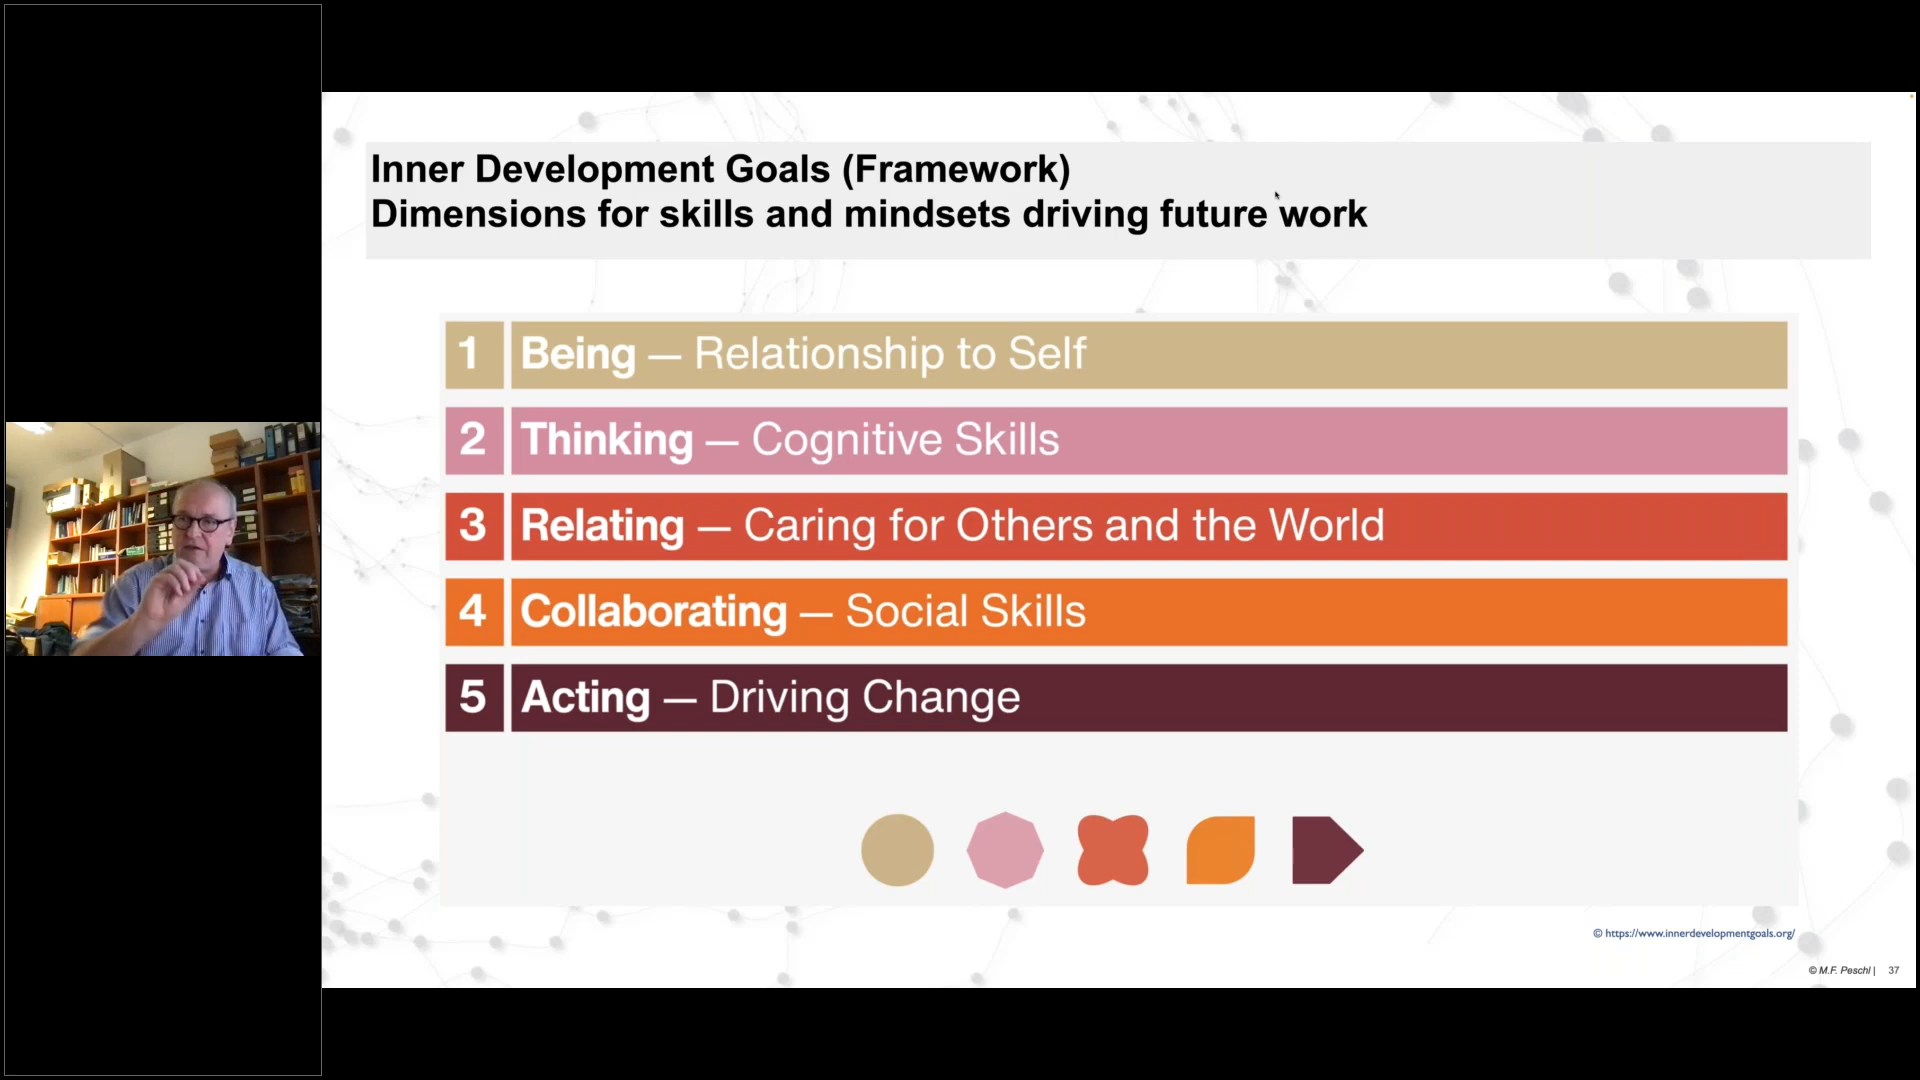 Inner Development Goals (Framework)
Dimensions for skills and mindsets driving future work
1 Being — Relationship to Self
2 Thinking — Cognitive Skills
3 Relating — Caring for Others and the World
4 Collaborating — Social Skills
5 Acting — Driving Change
© https://www.innerdevelopmentgoals.org/
© M.F. Peschl | 37